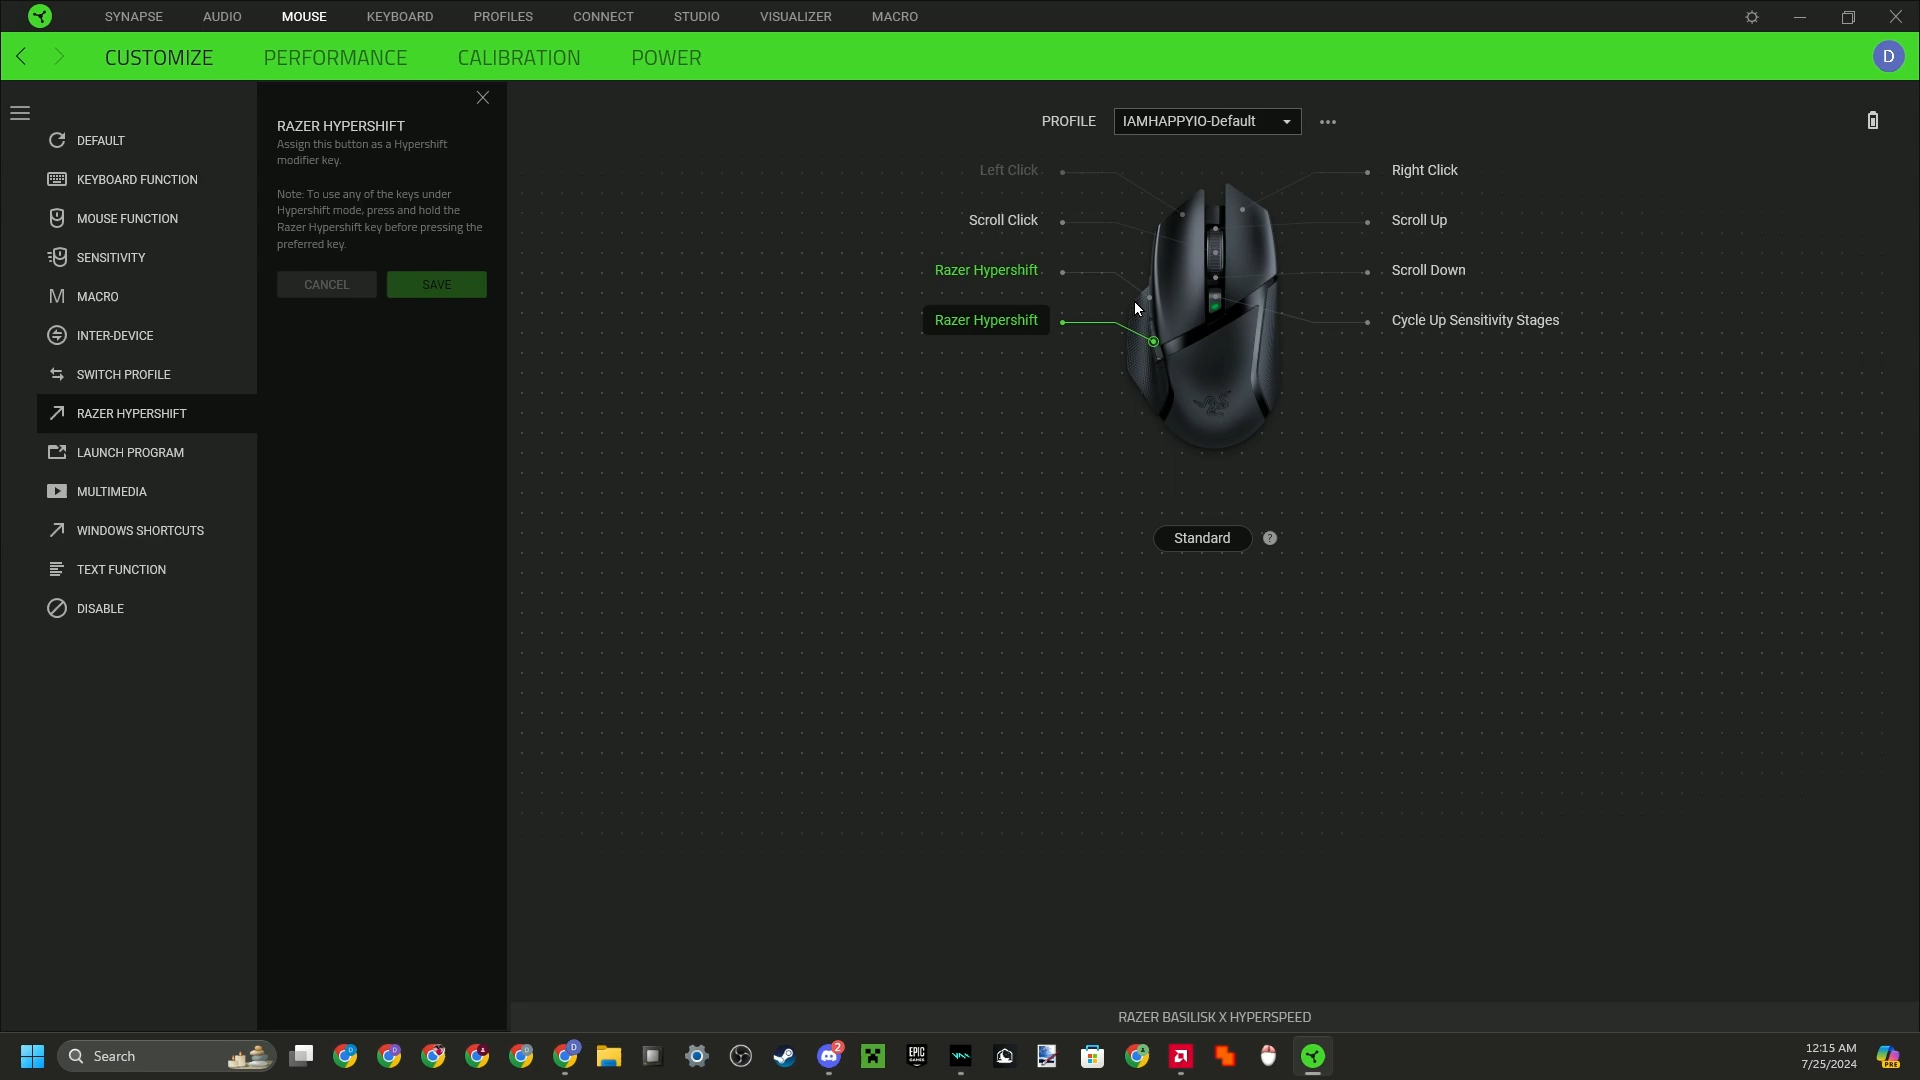 SYNAPSE AUDIO MOUSE KEYBOARD PROFILES CONNECT STUDIO VISUALIZER MACRO
CUSTOMIZE PERFORMANCE CALIBRATION POWER
D
DEFAULT
KEYBOARD FUNCTION
MOUSE FUNCTION
SENSITIVITY
MACRO
INTER-DEVICE
SWITCH PROFILE
RAZER HYPERSHIFT
LAUNCH PROGRAM
MULTIMEDIA
WINDOWS SHORTCUTS
TEXT FUNCTION
DISABLE
RAZER HYPERSHIFT
Assign this button as a Hypershift
modifier key.
Note: To use any of the keys under
Hypershift mode, press and hold the
Razer Hypershift key before pressing the
preferred key.
CANCEL SAVE
PROFILE IAMHAPPYIO-Default
Left Click Right Click
Scroll Click Scroll Up
Razer Hypershift Scroll Down
Razer Hypershift Cycle Up Sensitivity Stages
Standard ?
RAZER BASILISK X HYPERSPEED
Search
D
2
EPIC
GAMES
12:15 AM
7/25/2024
PRE